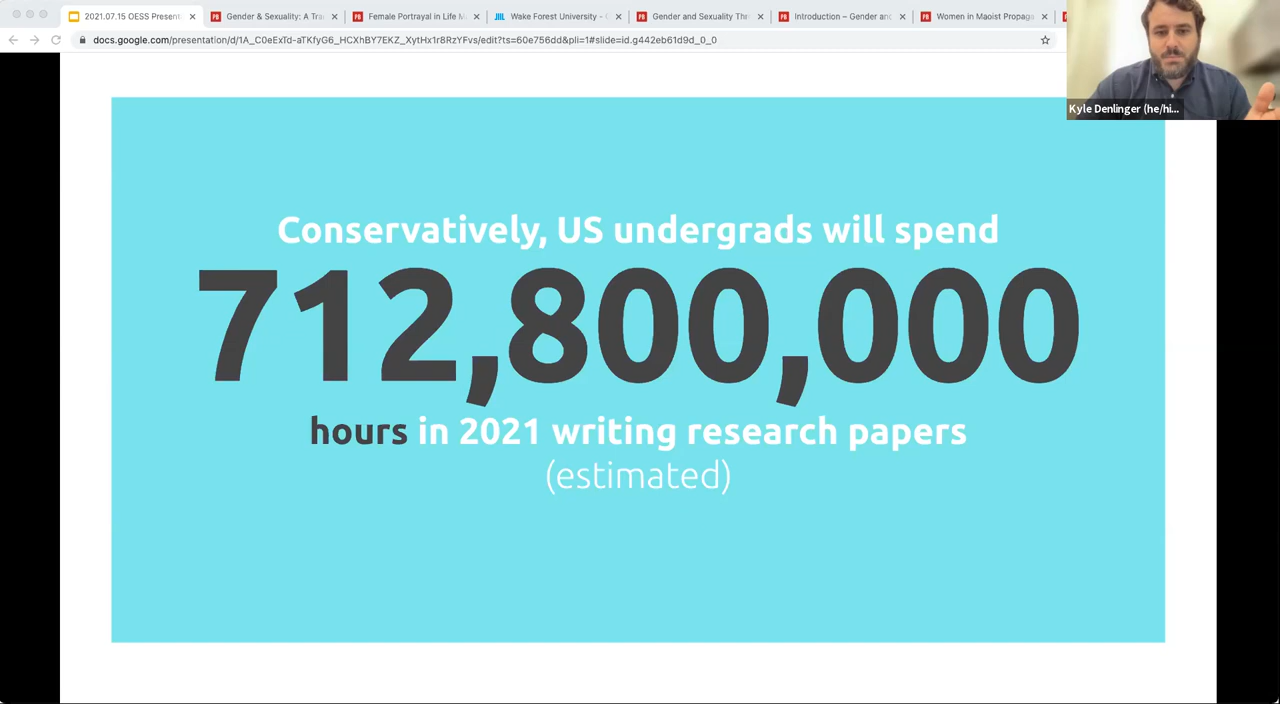 2021.07.15 OESS Present
Gender & Sexuality: A Tra
Female Portrayal in Life M
Wake Forest University -
Gender and Sexuality Thr
Introduction – Gender and
Women in Maoist Propaga
docs.google.com/presentation/d/1A_C0eExTd-aTKfyG6_HCXhBY7EKZ_XytHx1r8RzYFvs/edit?ts=60e756dd&pli=1#slide=id.g442eb61d9d_0_0
Kyle Denlinger (he/hi...
Conservatively, US undergrads will spend
712,800,000
hours in 2021 writing research papers
(estimated)